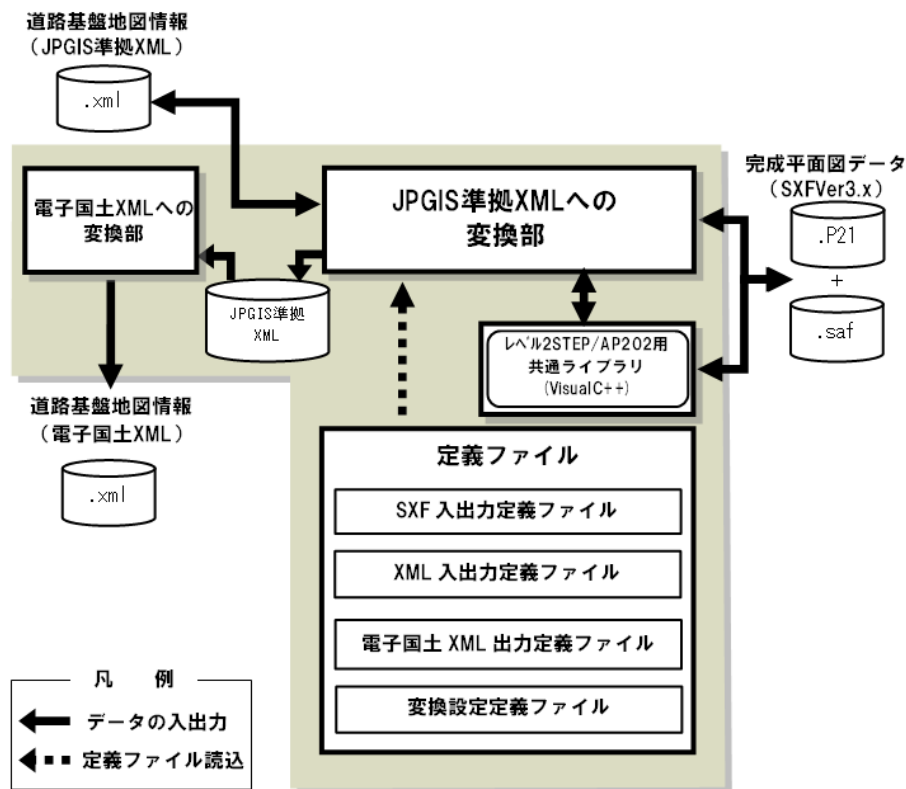 道路基盤地図情報
(JPGIS準拠XML)
.xml
電子国土XMLへの
変換部
JPGIS準拠XMLへの
変換部
完成平面図データ
(SXFVer3.x)
.P21
+
.saf
JPGIS準拠
XML
レベル2STEP/AP202用
共通ライブラリ
(VisualC++)
道路基盤地図情報
(電子国土XML)
.xml
定義ファイル
SXF 入出力定義ファイル
XML 入出力定義ファイル
電子国土 XML 出力定義ファイル
変換設定定義ファイル
凡 例
データの入出力
定義ファイル読込